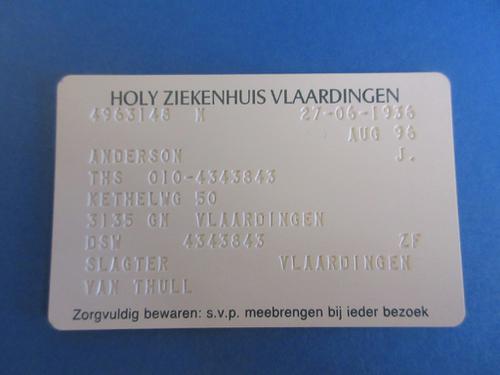 HOLY ZIEKENHUIS VLAARDINGEN
4963148 M 27-06-1936
AUG 96
ANDERSON J.
THS 010-4343843
KETHELWG 50
3135 GM VLAARDINGEN
DSW 4343843 ZF
SLAGTER VLAARDINGEN
VAN THULL
Zorgvuldig bewaren: s.v.p. meebrengen bij ieder bezoek